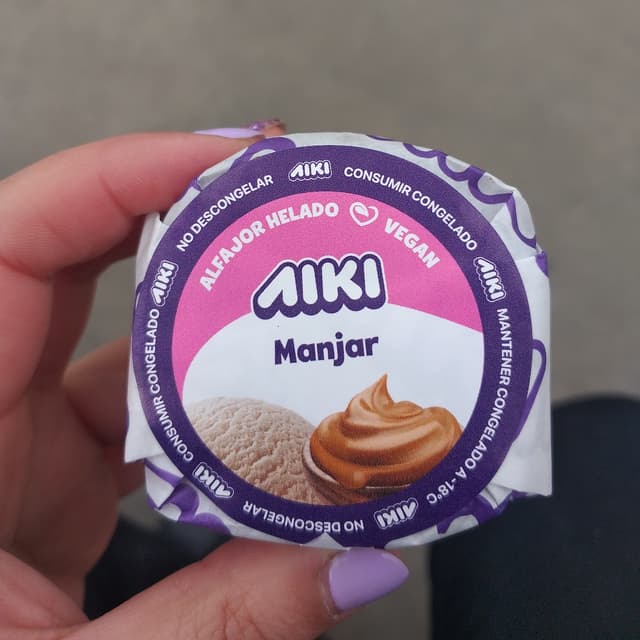 NO DESCONGELAR AIKI CONSUMIR CONGELADO AIKI MANTENER CONGELADO A -18°C AIKI NO DESCONGELAR AIKI CONSUMIR CONGELADO AIKI
ALFAJOR HELADO VEGAN
AIKI
Manjar